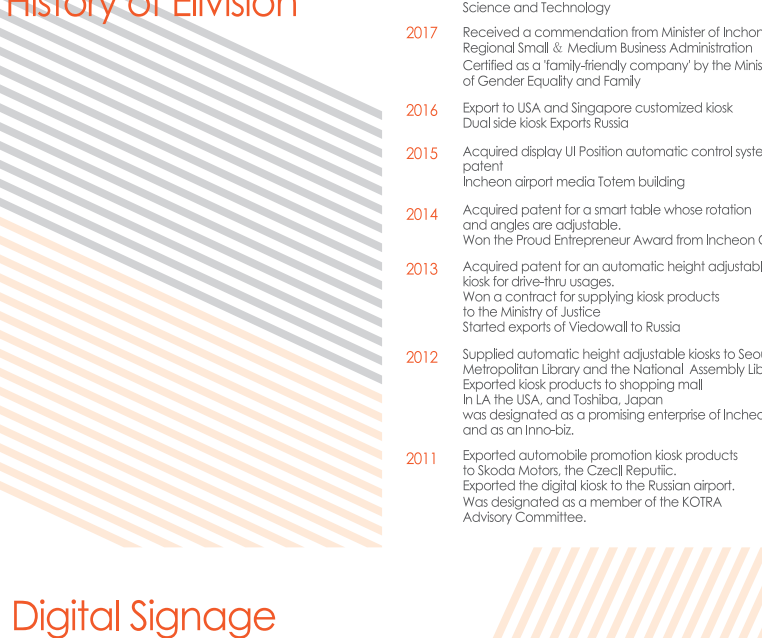 History of Elivision
Science and Technology
2017
Received a commendation from Minister of Inchon
Regional Small & Medium Business Administration
Certified as a 'family-friendly company' by the Minis
of Gender Equality and Family
2016
Export to USA and Singapore customized kiosk
Dual side kiosk Exports Russia
2015
Acquired display UI Position automatic control syste
patent
Incheon airport media Totem building
2014
Acquired patent for a smart table whose rotation
and angles are adjustable.
Won the Proud Entrepreneur Award from Incheon C
2013
Acquired patent for an automatic height adjustabl
kiosk for drive-thru usages.
Won a contract for supplying kiosk products
to the Ministry of Justice
Started exports of Viedowall to Russia
2012
Supplied automatic height adjustable kiosks to Seou
Metropolitan Library and the National Assembly Lib
Exported kiosk products to shopping mall
In LA the USA, and Toshiba, Japan
was designated as a promising enterprise of Incheo
and as an Inno-biz.
2011
Exported automobile promotion kiosk products
to Skoda Motors, the Czecll Reputiic.
Exported the digital kiosk to the Russian airport.
Was designated as a member of the KOTRA
Advisory Committee.
Digital Signage